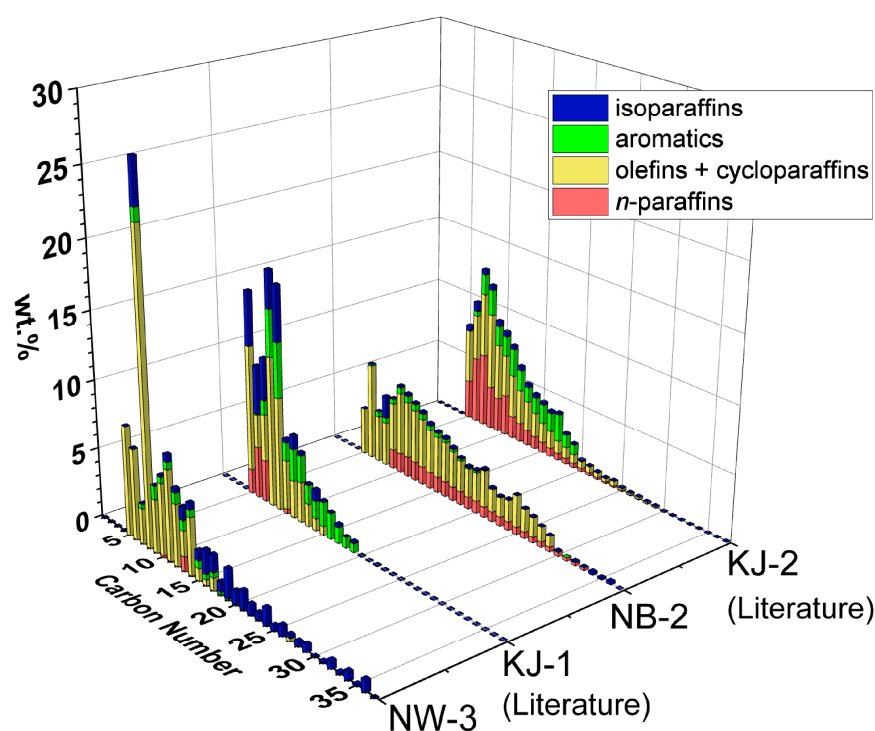 30
25
20
15
10
5
0
wt.%
isoparaffins
aromatics
olefins + cycloparaffins
n-paraffins
5
10
15
20
25
30
35
Carbon Number
NW-3
KJ-1
(Literature)
NB-2
KJ-2
(Literature)